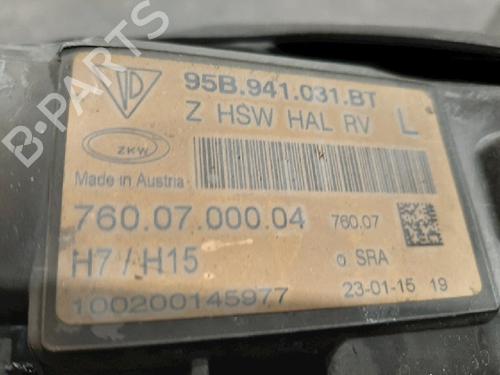 B-PARTS
VD
95B.941.031.BT
Z HSW HAL RV L
ZKW
Made in Austria
760.07.000.04 760.07
H7 / H15 o SRA
100200145977 23-01-15 19